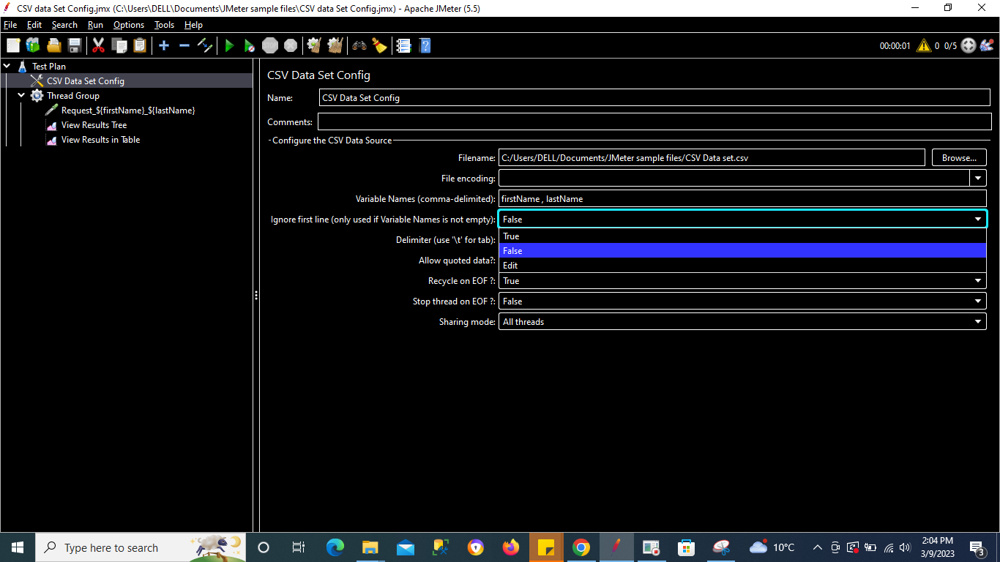 CSV data Set Config.jmx (C:\Users\DELL\Documents\JMeter sample files\CSV data Set Config.jmx) - Apache JMeter (5.5)
File Edit Search Run Options Tools Help
00:00:01 0 0/5
Test Plan
CSV Data Set Config
Thread Group
Request_${firstName}_${lastName}
View Results Tree
View Results in Table
CSV Data Set Config
Name: CSV Data Set Config
Comments:
Configure the CSV Data Source
Filename: C:/Users/DELL/Documents/JMeter sample files/CSV Data set.csv Browse...
File encoding:
Variable Names (comma-delimited): firstName , lastName
Ignore first line (only used if Variable Names is not empty): False
True
Delimiter (use '\t' for tab):
False
Allow quoted data?:
Edit
Recycle on EOF ?: True
Stop thread on EOF ?: False
Sharing mode: All threads
Type here to search
10°C
2:04 PM
3/9/2023
3